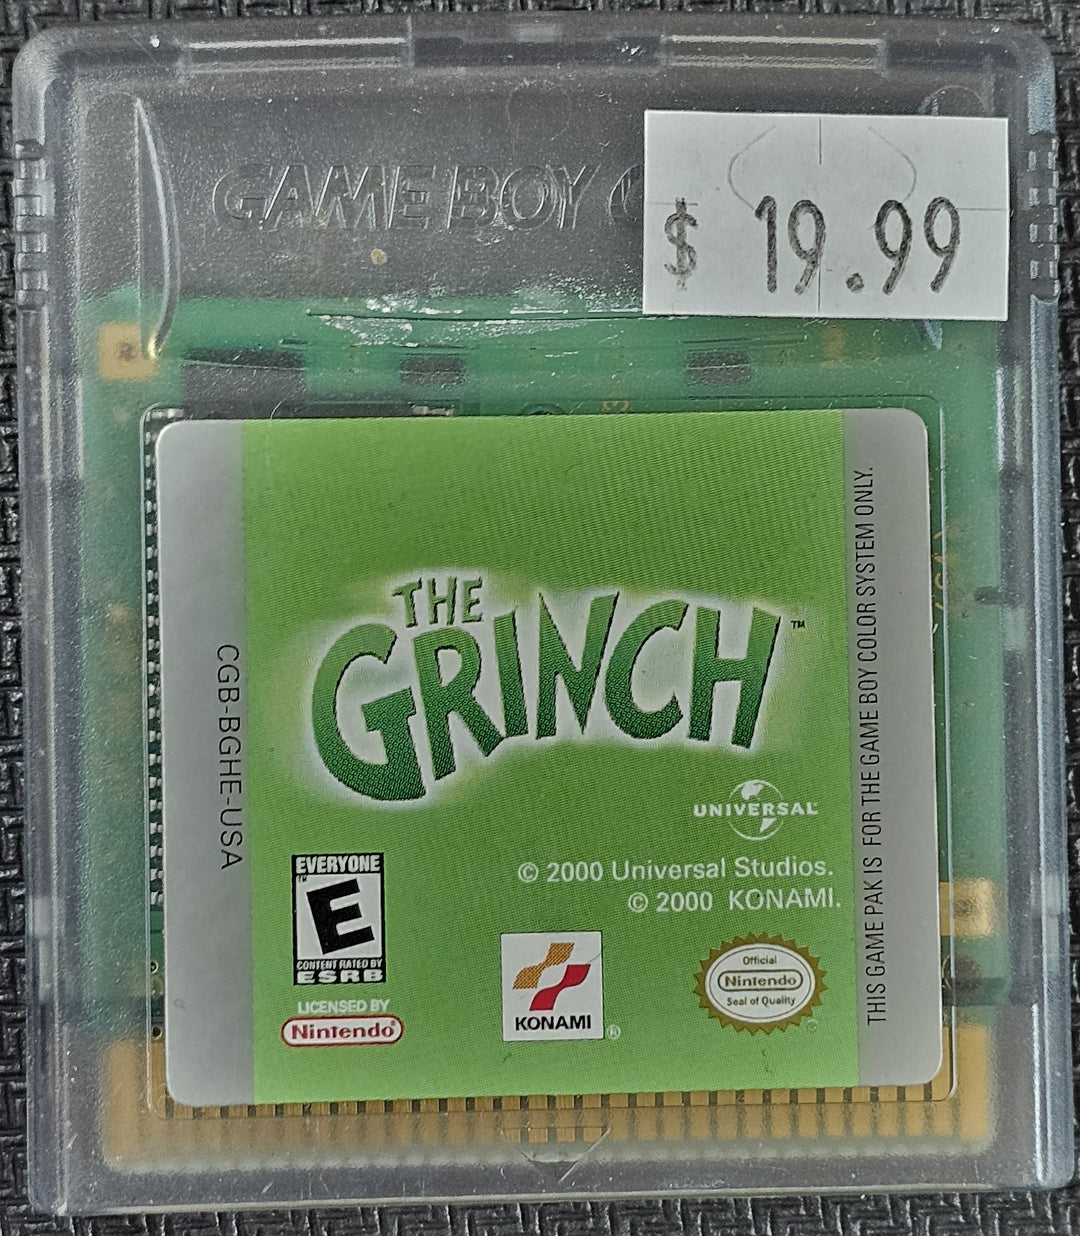 GAME BOY C
$ 19.99
THE
GRINCH™
CGB-BGHE-USA
THIS GAME PAK IS FOR THE GAME BOY COLOR SYSTEM ONLY.
UNIVERSAL
© 2000 Universal Studios.
© 2000 KONAMI.
EVERYONE
E
CONTENT RATED BY
ESRB
LICENSED BY
Nintendo®
KONAMI ®
Official
Nintendo
Seal of Quality
®